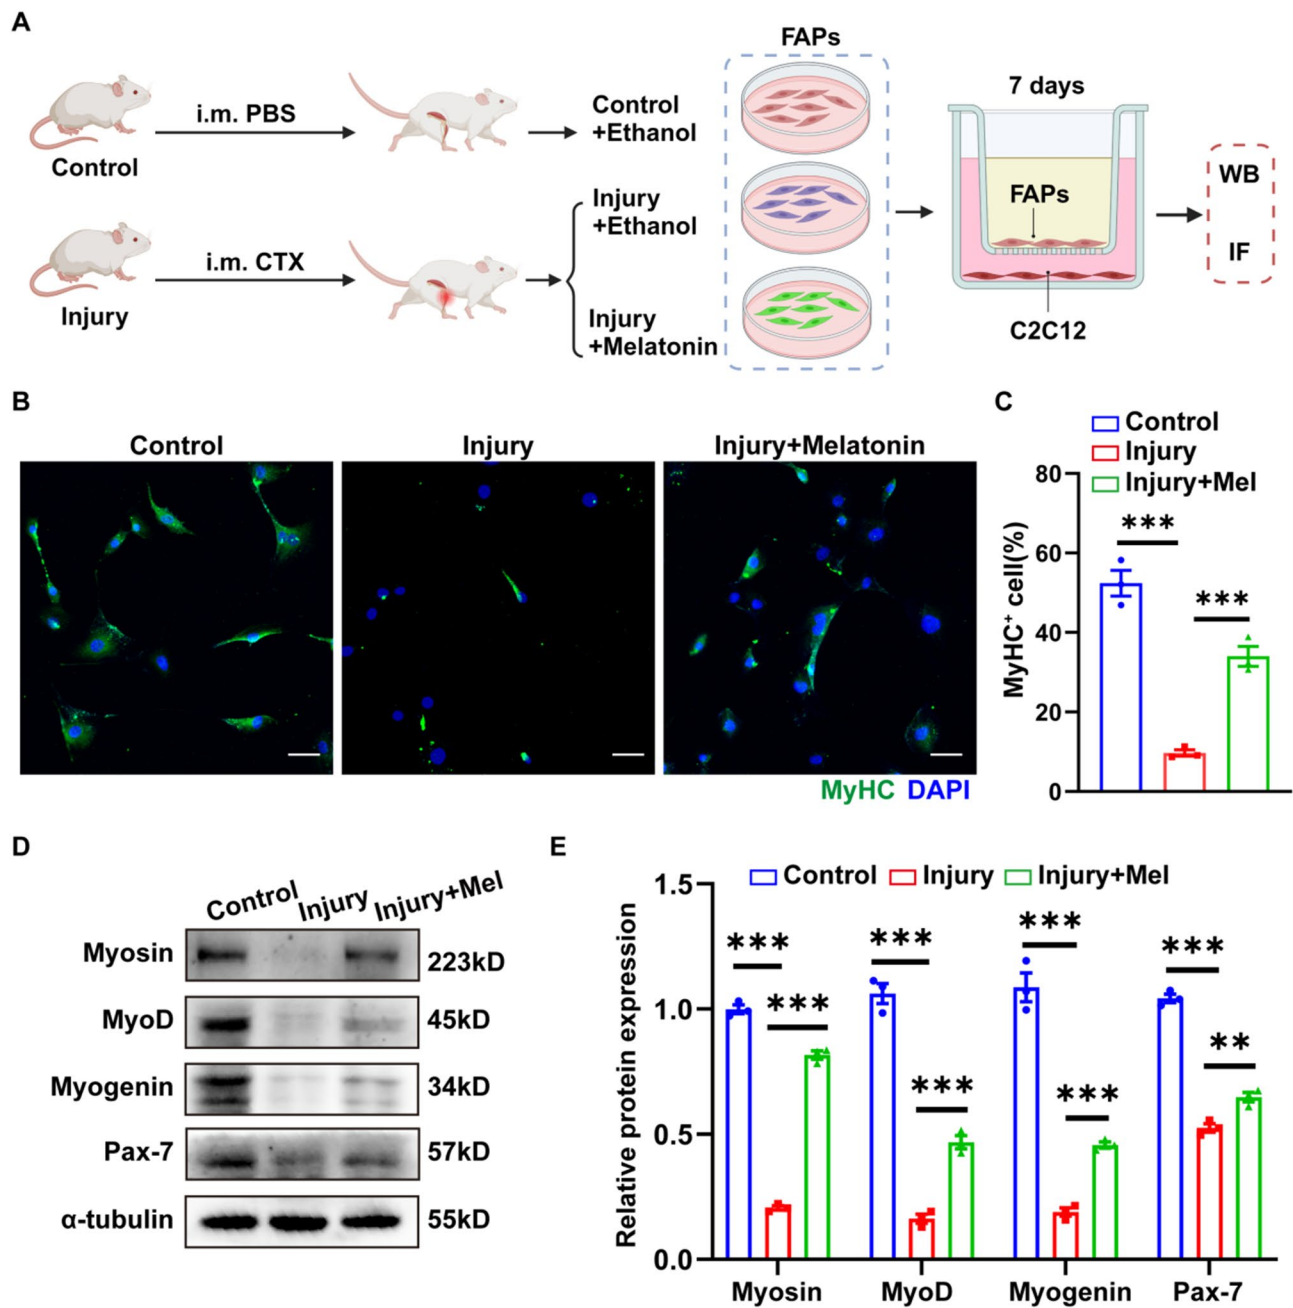 A
FAPs
i.m. PBS
Control
Control
+Ethanol
i.m. CTX
Injury
Injury
+Ethanol
Injury
+Melatonin
7 days
FAPs
C2C12
WB
IF
B
Control
Injury
Injury+Melatonin
MyHC DAPI
C
Control
Injury
Injury+Mel
MyHC⁺ cell(%)
80
60
40
20
0
***
***
D
Control
Injury
Injury+Mel
Myosin
223kD
MyoD
45kD
Myogenin
34kD
Pax-7
57kD
α-tubulin
55kD
E
Control
Injury
Injury+Mel
Relative protein expression
1.5
1.0
0.5
0.0
***
***
***
***
***
***
***
**
Myosin
MyoD
Myogenin
Pax-7